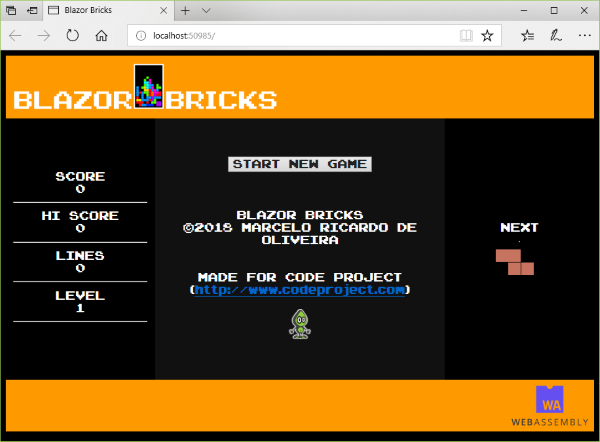 Blazor Bricks
localhost:50985/
BLAZOR BRICKS
SCORE
0
HI SCORE
0
LINES
0
LEVEL
1
START NEW GAME
BLAZOR BRICKS
©2018 MARCELO RICARDO DE
OLIVEIRA
MADE FOR CODE PROJECT
(http://www.codeproject.com)
NEXT
WA
WEBASSEMBLY